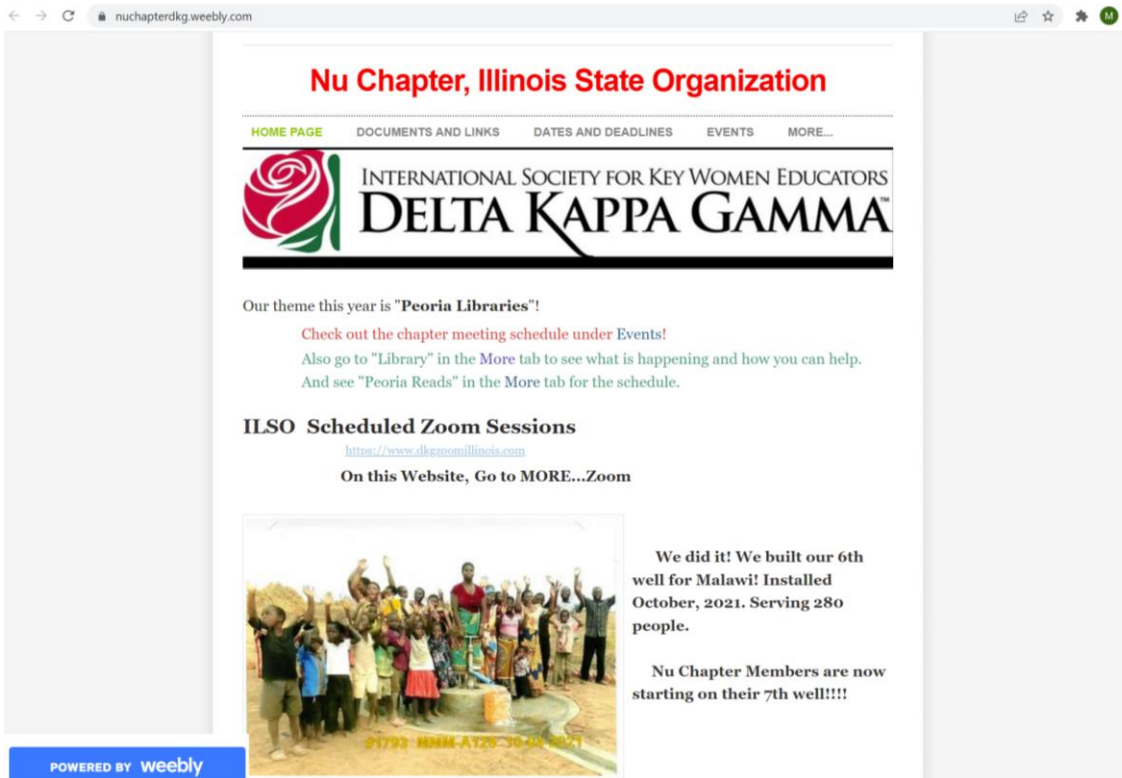 nuchapterdkg.weebly.com
M
Nu Chapter, Illinois State Organization
HOME PAGE DOCUMENTS AND LINKS DATES AND DEADLINES EVENTS MORE...
INTERNATIONAL SOCIETY FOR KEY WOMEN EDUCATORS
DELTA KAPPA GAMMA™
Our theme this year is "Peoria Libraries"!
Check out the chapter meeting schedule under Events!
Also go to "Library" in the More tab to see what is happening and how you can help.
And see "Peoria Reads" in the More tab for the schedule.
ILSO Scheduled Zoom Sessions
https://www.dkgzoomillinois.com
On this Website, Go to MORE...Zoom
We did it! We built our 6th
well for Malawi! Installed
October, 2021. Serving 280
people.
Nu Chapter Members are now
starting on their 7th well!!!!
POWERED BY weebly